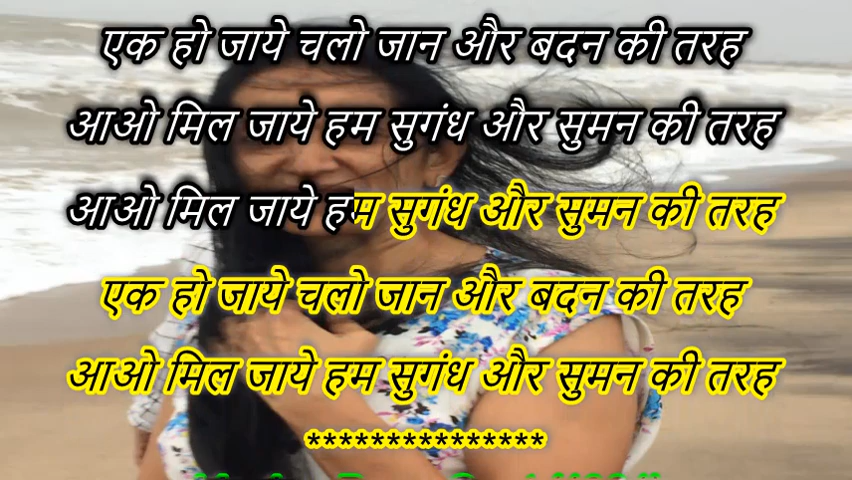 एक हो जाये चलो जान और बदन की तरह
आओ मिल जाये हम सुगंध और सुमन की तरह
आओ मिल जाये हम सुगंध और सुमन की तरह
एक हो जाये चलो जान और बदन की तरह
आओ मिल जाये हम सुगंध और सुमन की तरह
***************